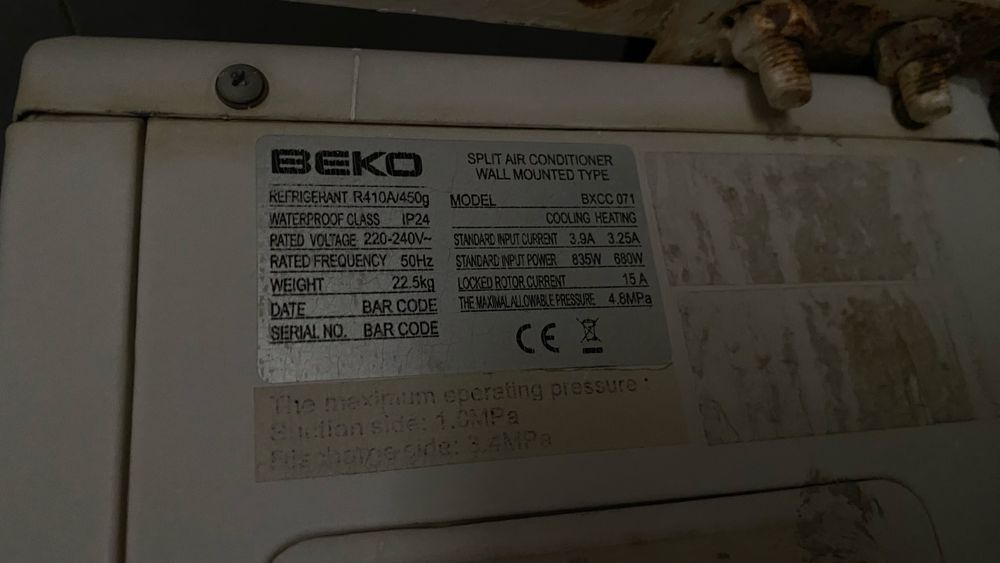 BEKO
SPLIT AIR CONDITIONER
WALL MOUNTED TYPE
REFRIGERANT R410A/450g
WATERPROOF CLASS IP24
RATED VOLTAGE 220-240V~
RATED FREQUENCY 50Hz
WEIGHT 22.5kg
DATE BAR CODE
SERIAL NO. BAR CODE
MODEL BXCC 071
COOLING HEATING
STANDARD INPUT CURRENT 3.9A 3.25A
STANDARD INPUT POWER 835W 680W
LOCKED ROTOR CURRENT 15 A
THE MAXIMAL ALLOWABLE PRESSURE 4.8MPa
CE
The maximum operating pressure:
Suction side: 1.0MPa
Discharge side: 3.4MPa